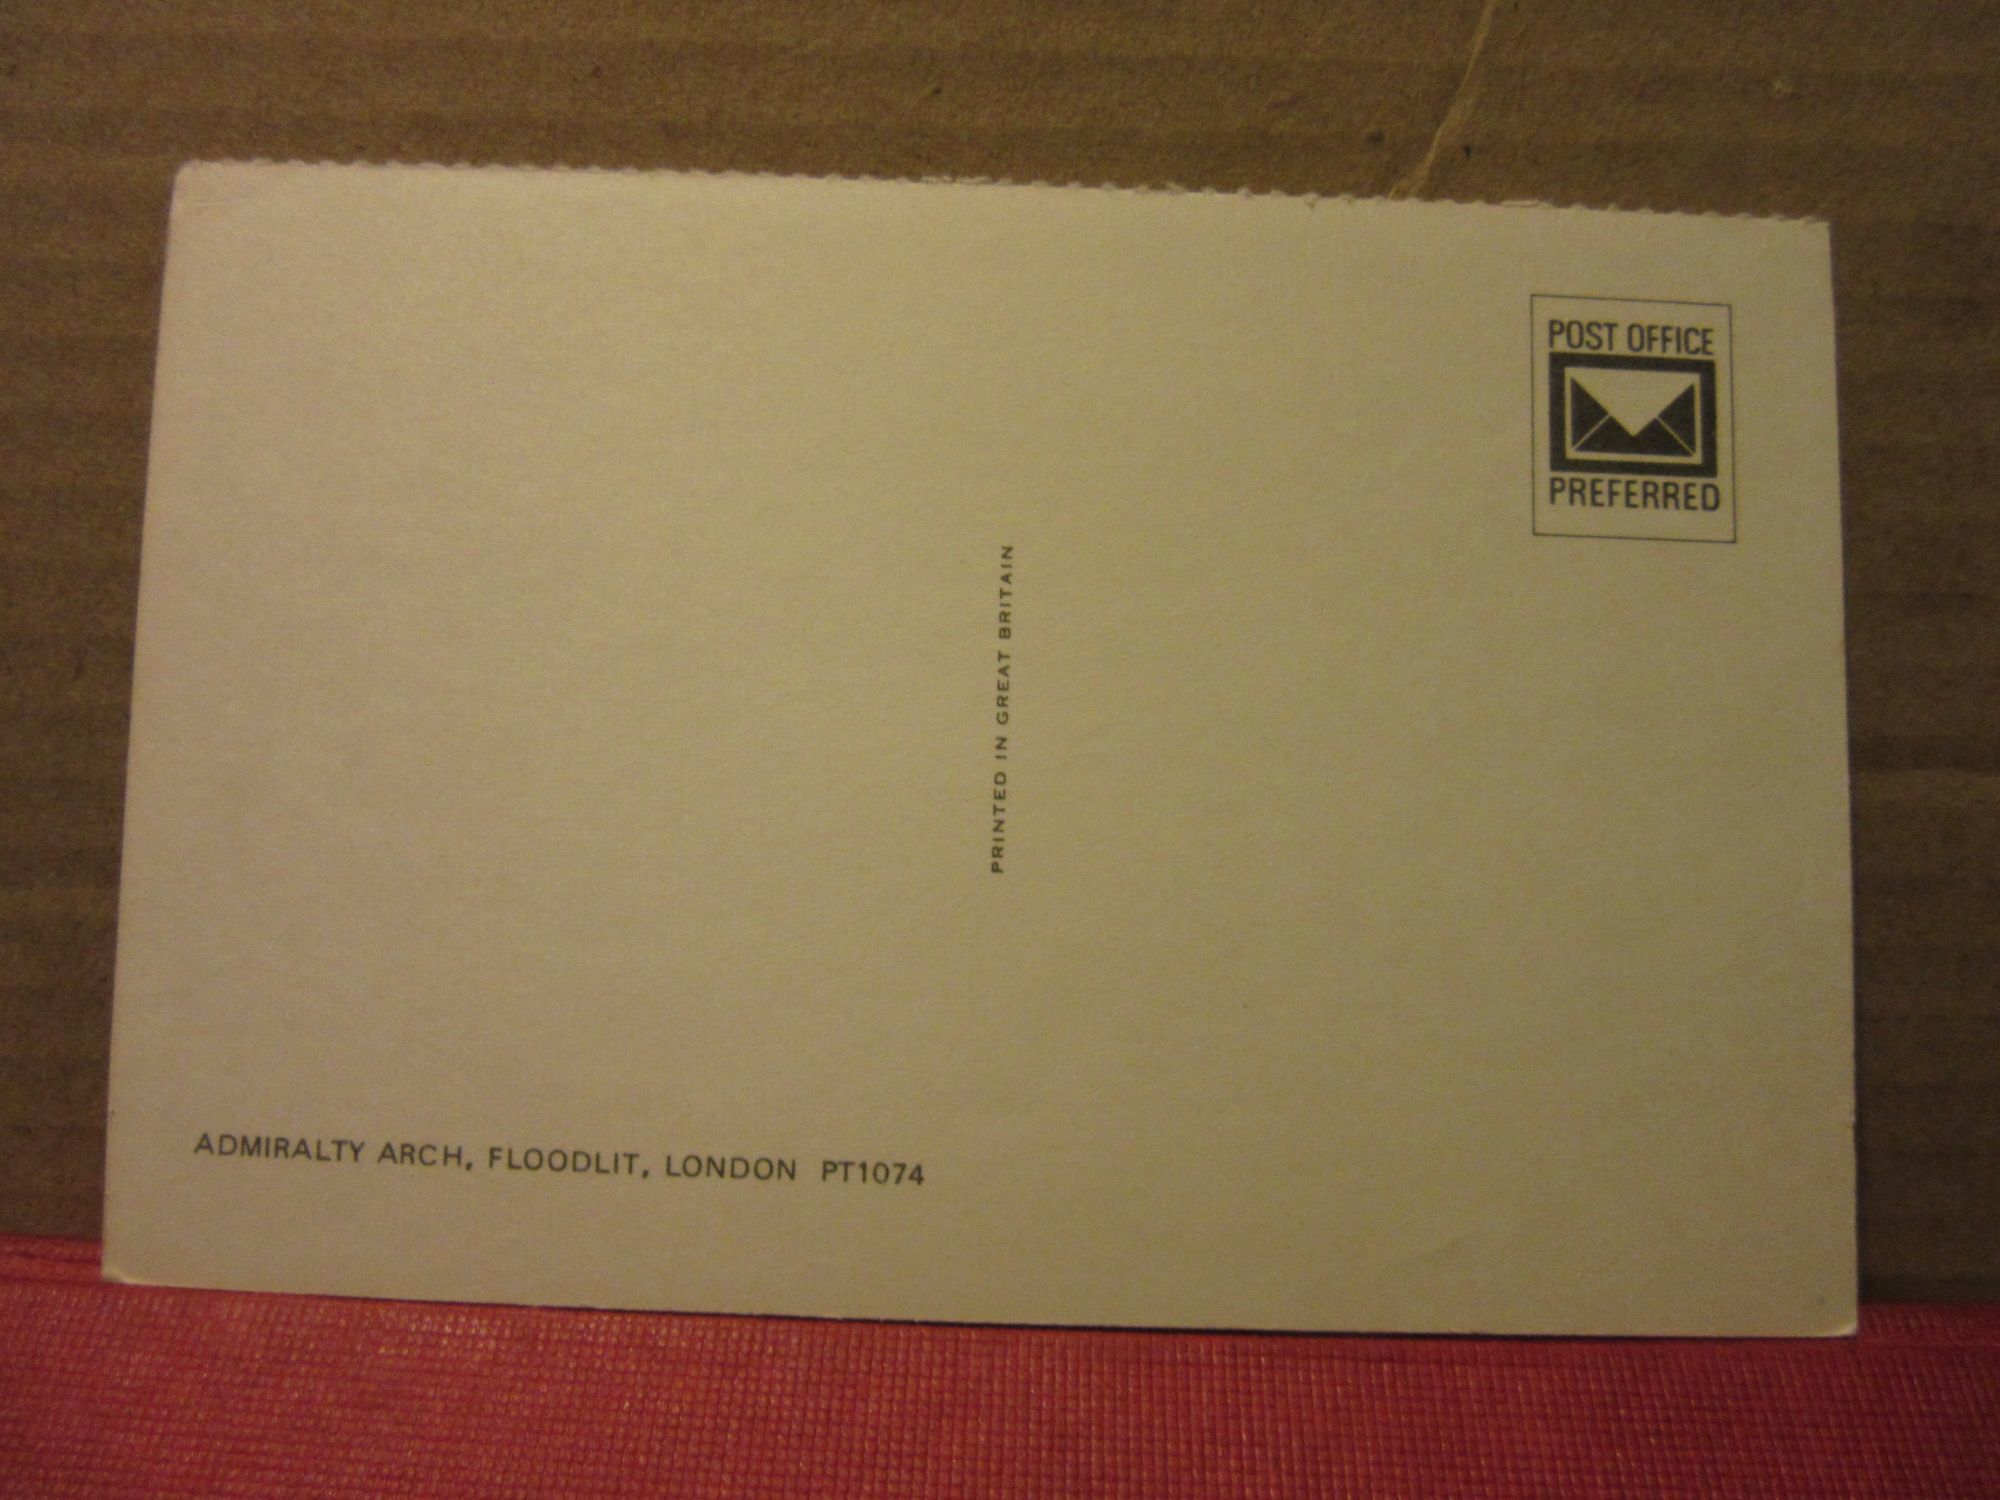 POST OFFICE
PREFERRED
PRINTED IN GREAT BRITAIN
ADMIRALTY ARCH, FLOODLIT, LONDON PT1074